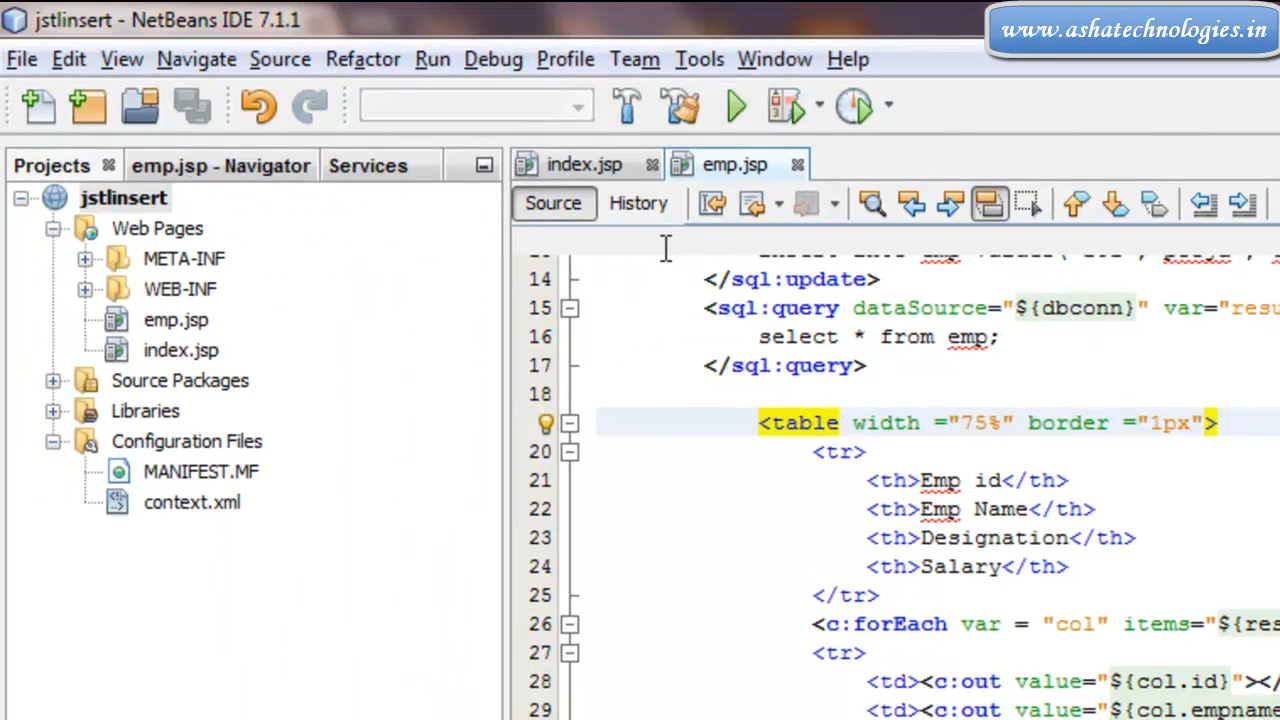 jstlinsert - NetBeans IDE 7.1.1
www.ashatechnologies.in
File Edit View Navigate Source Refactor Run Debug Profile Team Tools Window Help
Projects emp.jsp - Navigator Services
index.jsp emp.jsp
jstlinsert
Source History
Web Pages
META-INF
WEB-INF
emp.jsp
index.jsp
Source Packages
Libraries
Configuration Files
MANIFEST.MF
context.xml
14 </sql:update>
15 <sql:query dataSource="${dbconn}" var="resu
16 select * from emp;
17 </sql:query>
18
<table width ="75%" border ="1px">
20 <tr>
21 <th>Emp id</th>
22 <th>Emp Name</th>
23 <th>Designation</th>
24 <th>Salary</th>
25 </tr>
26 <c:forEach var = "col" items="${res
27 <tr>
28 <td><c:out value="${col.id}"></
29 <td><c:out value="${col.empname